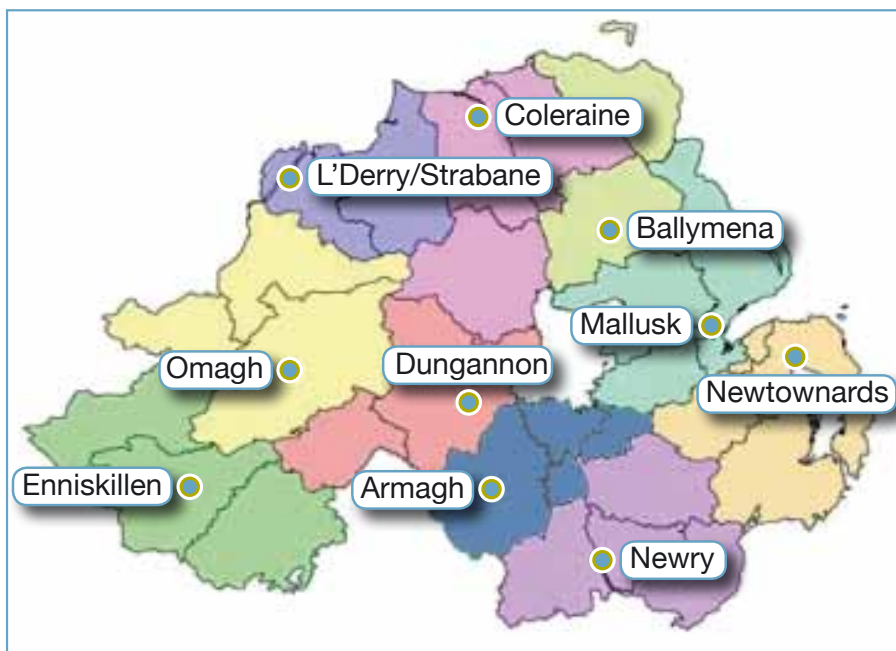 Coleraine
L'Derry/Strabane
Ballymena
Mallusk
Omagh
Dungannon
Newtownards
Enniskillen
Armagh
Newry